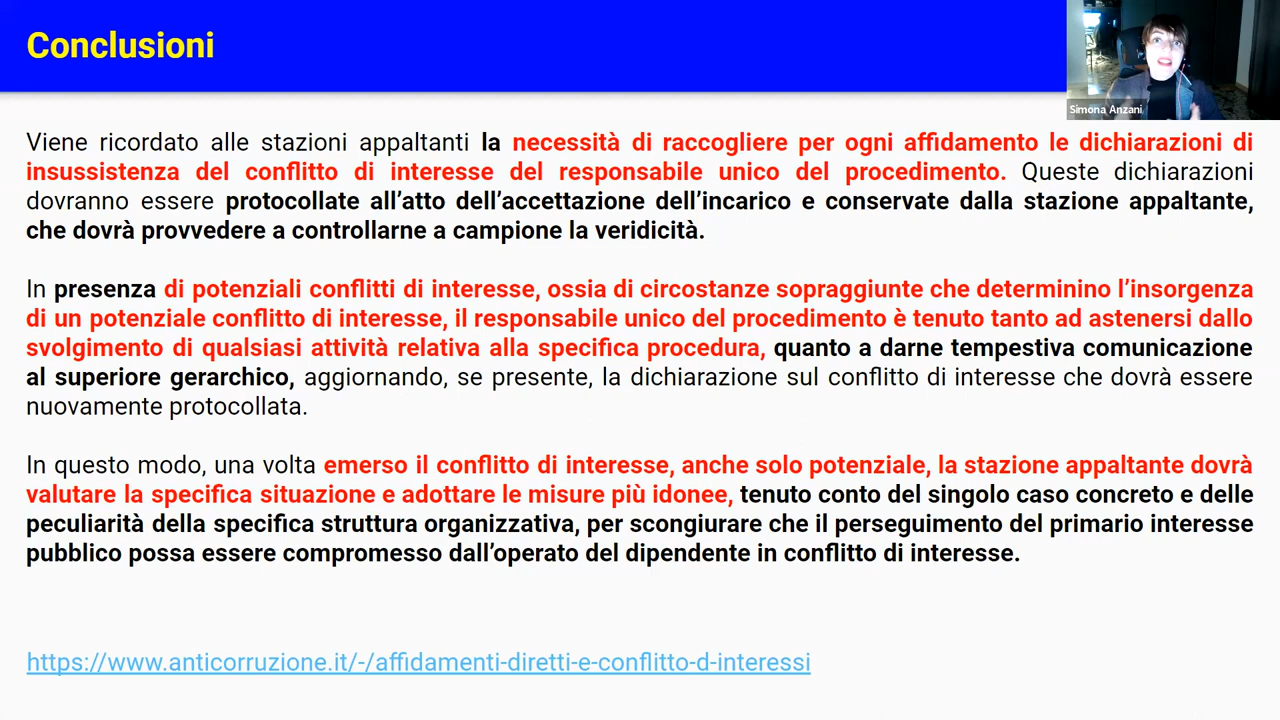 Conclusioni
Simona Anzani
Viene ricordato alle stazioni appaltanti la necessità di raccogliere per ogni affidamento le dichiarazioni di
insussistenza del conflitto di interesse del responsabile unico del procedimento. Queste dichiarazioni
dovranno essere protocollate all’atto dell’accettazione dell’incarico e conservate dalla stazione appaltante,
che dovrà provvedere a controllarne a campione la veridicità.
In presenza di potenziali conflitti di interesse, ossia di circostanze sopraggiunte che determinino l’insorgenza
di un potenziale conflitto di interesse, il responsabile unico del procedimento è tenuto tanto ad astenersi dallo
svolgimento di qualsiasi attività relativa alla specifica procedura, quanto a darne tempestiva comunicazione
al superiore gerarchico, aggiornando, se presente, la dichiarazione sul conflitto di interesse che dovrà essere
nuovamente protocollata.
In questo modo, una volta emerso il conflitto di interesse, anche solo potenziale, la stazione appaltante dovrà
valutare la specifica situazione e adottare le misure più idonee, tenuto conto del singolo caso concreto e delle
peculiarità della specifica struttura organizzativa, per scongiurare che il perseguimento del primario interesse
pubblico possa essere compromesso dall’operato del dipendente in conflitto di interesse.
https://www.anticorruzione.it/-/affidamenti-diretti-e-conflitto-d-interessi